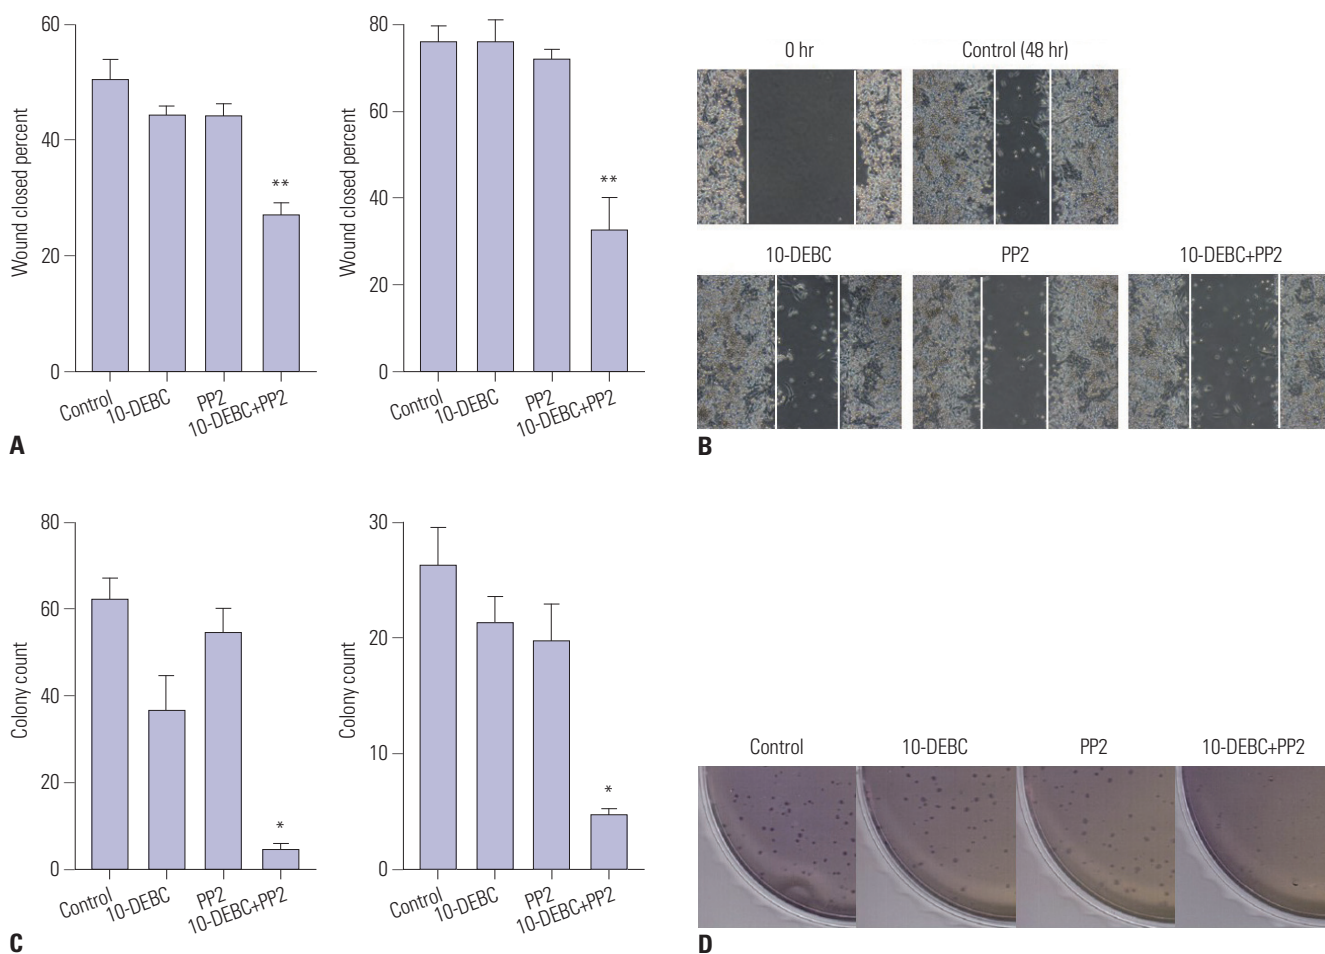 60
40
20
0
Wound closed percent
**
Control
10-DEBC
PP2
10-DEBC+PP2
80
60
40
20
0
Wound closed percent
**
Control
10-DEBC
PP2
10-DEBC+PP2
A
0 hr
Control (48 hr)
10-DEBC
PP2
10-DEBC+PP2
B
80
60
40
20
0
Colony count
*
Control
10-DEBC
PP2
10-DEBC+PP2
30
20
10
0
Colony count
*
Control
10-DEBC
PP2
10-DEBC+PP2
C
Control
10-DEBC
PP2
10-DEBC+PP2
D